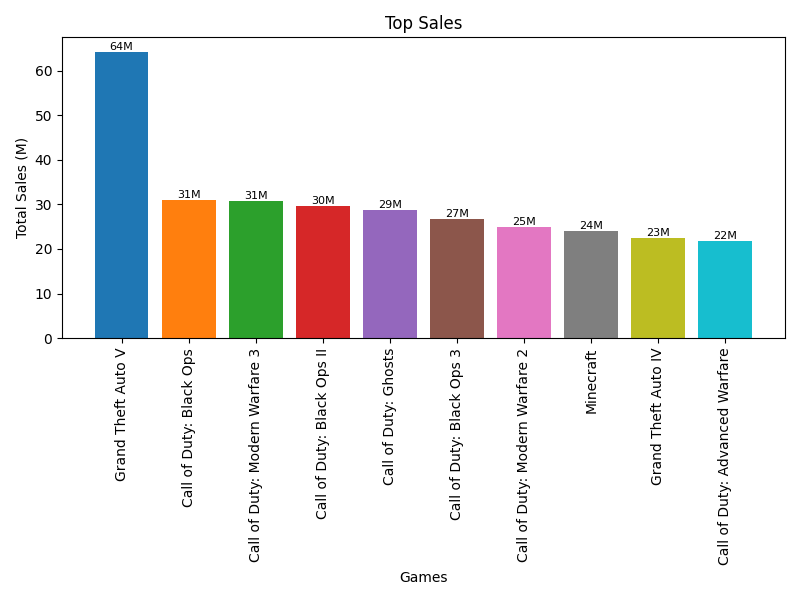 Top Sales
Total Sales (M)
60
50
40
30
20
10
0
64M
31M
31M
30M
29M
27M
25M
24M
23M
22M
Grand Theft Auto V
Call of Duty: Black Ops
Call of Duty: Modern Warfare 3
Call of Duty: Black Ops II
Call of Duty: Ghosts
Call of Duty: Black Ops 3
Call of Duty: Modern Warfare 2
Minecraft
Grand Theft Auto IV
Call of Duty: Advanced Warfare
Games